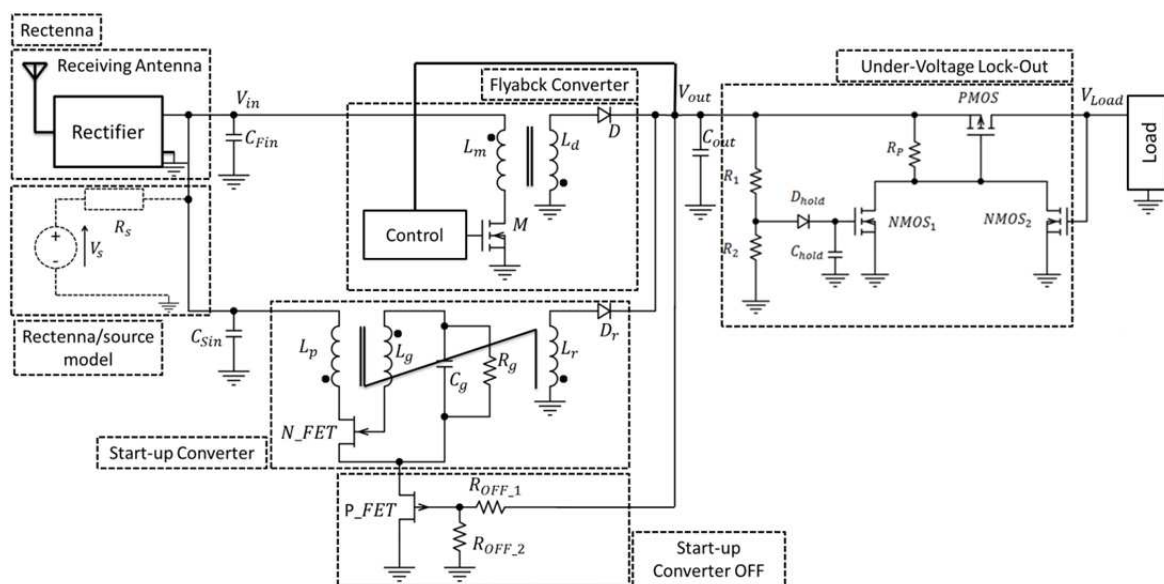 Rectenna
Receiving Antenna
Rectifier
V_in
C_Fin
R_s
+
V_s
-
Rectenna/source
model
C_Sin
Flyabck Converter
L_m
L_d
D
Control
M
V_out
C_out
Under-Voltage Lock-Out
PMOS
V_Load
Load
R_P
R_1
D_hold
NMOS_1
NMOS_2
R_2
C_hold
L_p
L_g
C_g
R_g
L_r
D_r
N_FET
Start-up Converter
P_FET
R_OFF_1
R_OFF_2
Start-up
Converter OFF